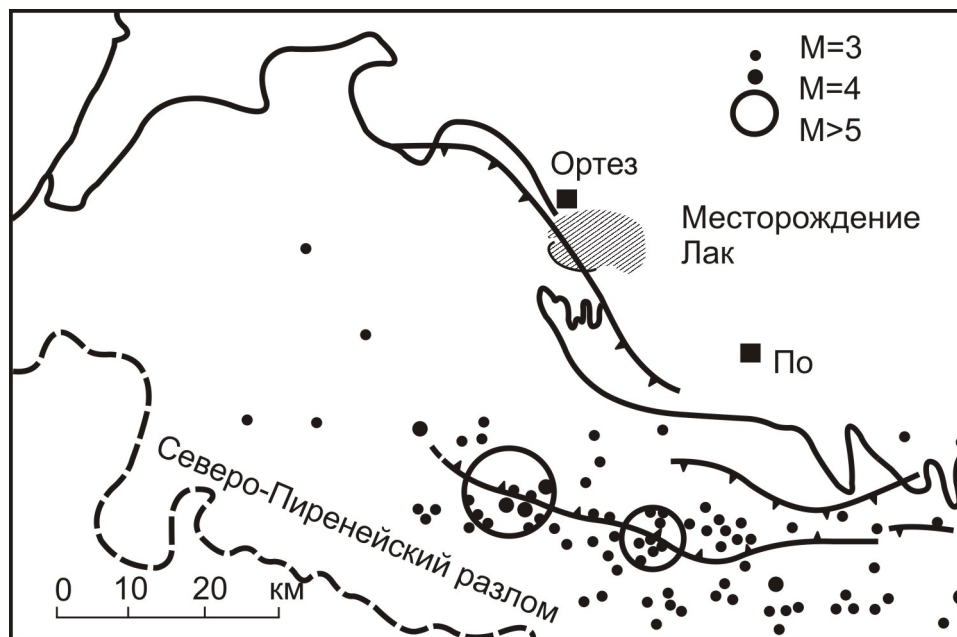 M=3
M=4
M>5
Ортез
Месторождение
Лак
По
Северо-Пиренейский разлом
0 10 20 км